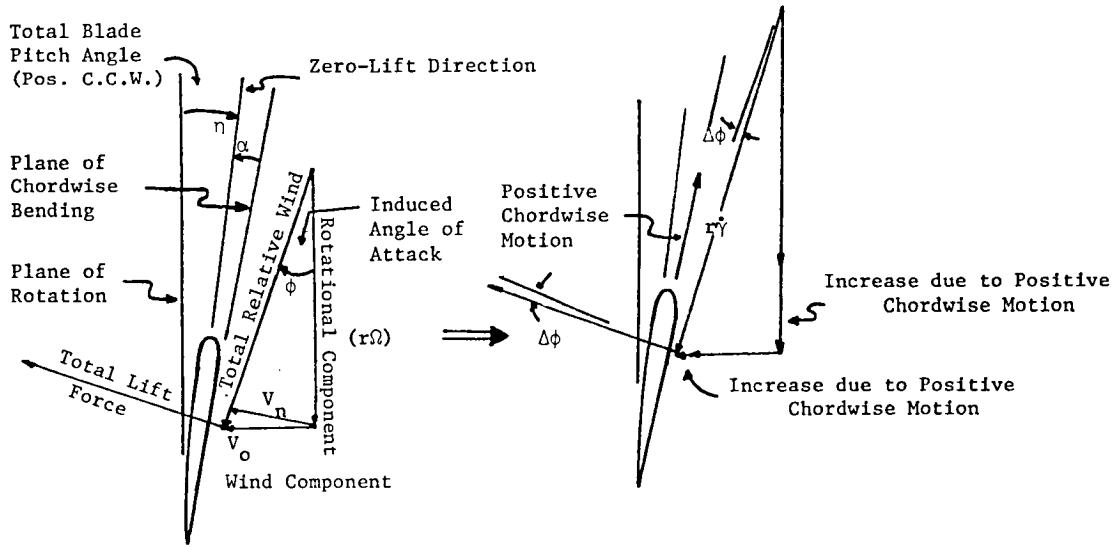 Total Blade
Pitch Angle
(Pos. C.C.W.)
Zero-Lift Direction
η
α
Plane of
Chordwise
Bending
Plane of
Rotation
Total Relative Wind
Rotational Component
Induced
Angle of
Attack
ϕ
(rΩ)
Total Lift
Force
Vn
Vo
Wind Component
Δϕ
Positive
Chordwise
Motion
rγ̇
Δϕ
Increase due to Positive
Chordwise Motion
Increase due to Positive
Chordwise Motion